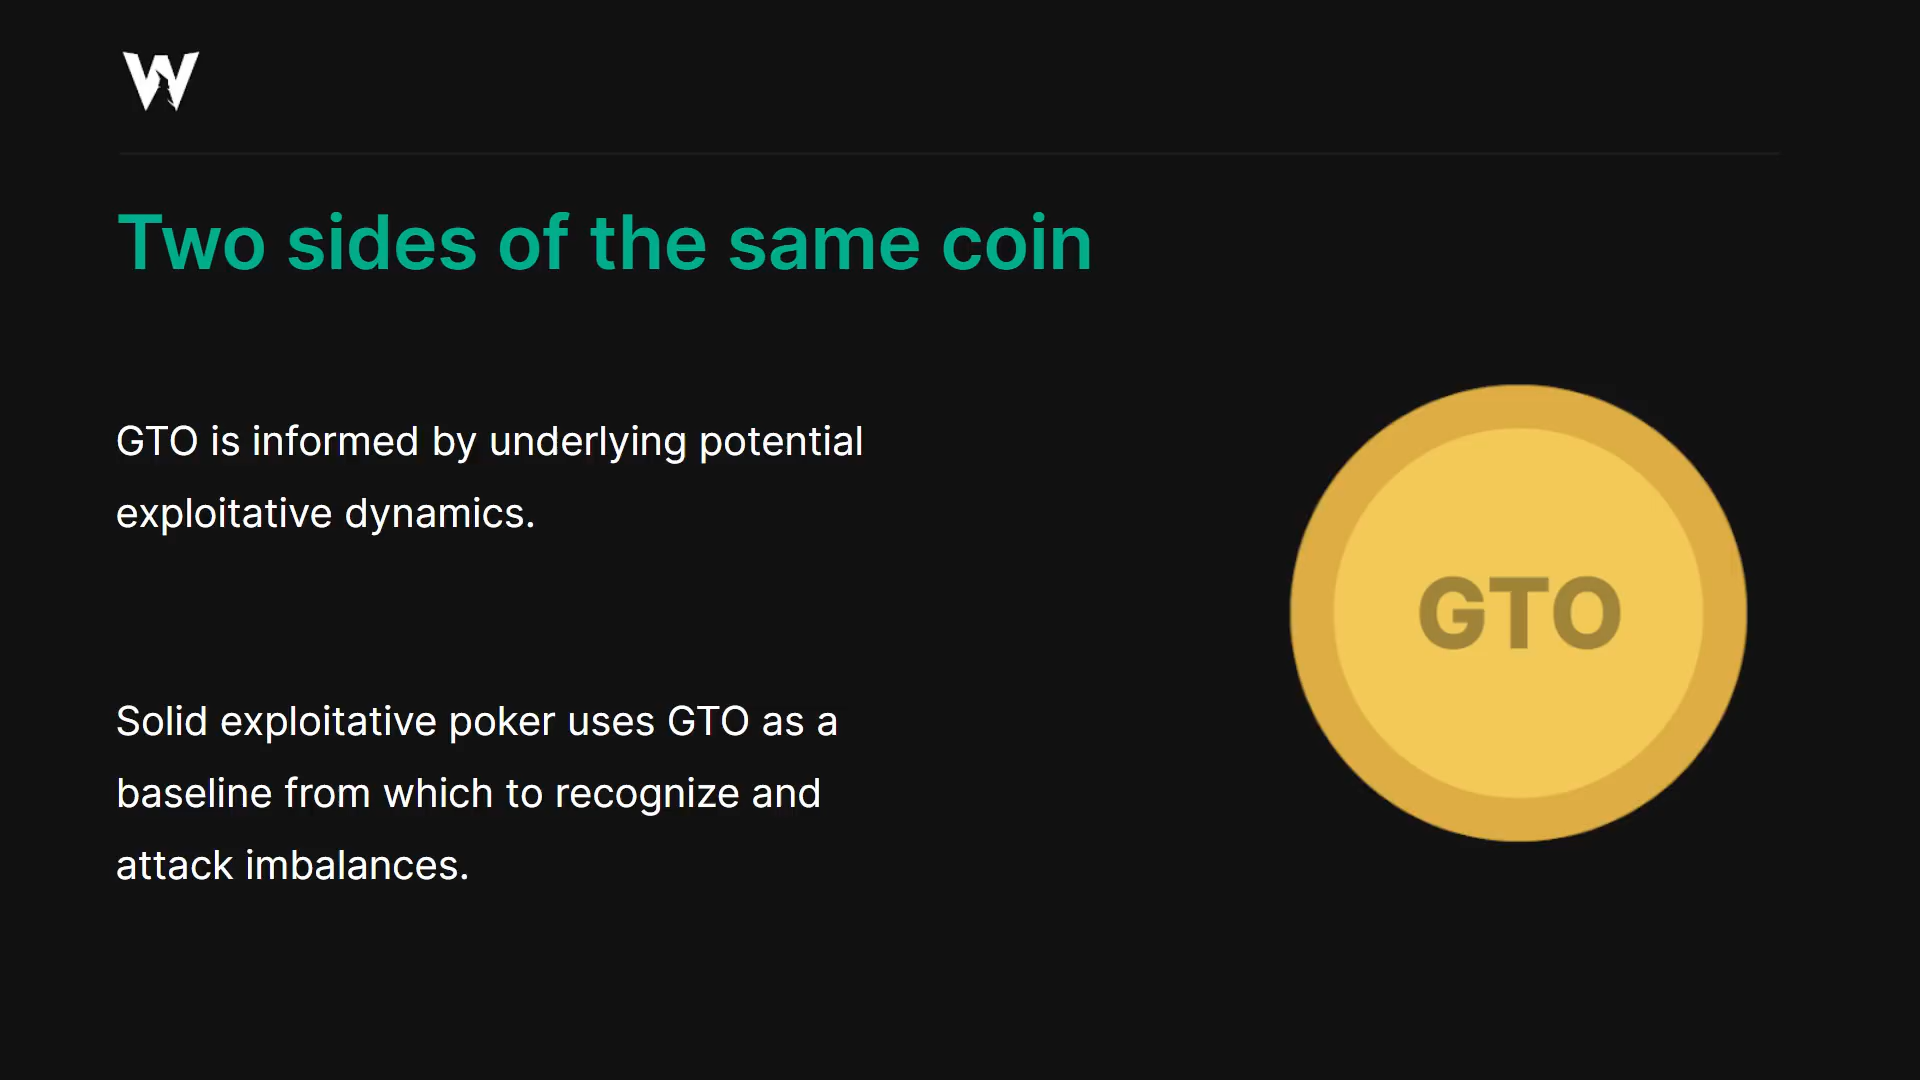 W
Two sides of the same coin
GTO is informed by underlying potential
exploitative dynamics.
GTO
Solid exploitative poker uses GTO as a
baseline from which to recognize and
attack imbalances.